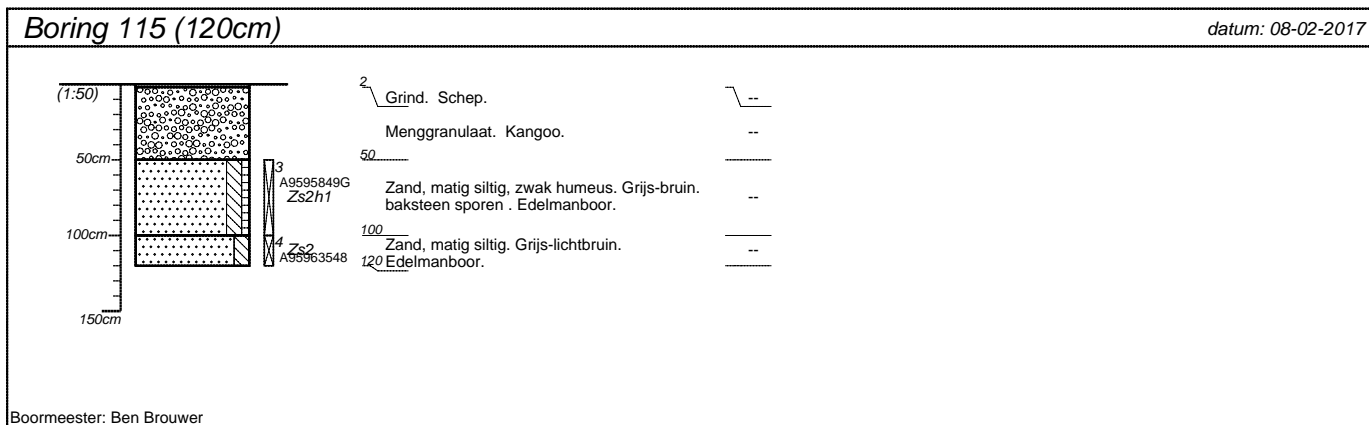 Boring 115 (120cm)
datum: 08-02-2017
(1:50)
2
Grind. Schep.
--
Menggranulaat. Kangoo.
--
50cm
50
3
A9595849G
Zs2h1
Zand, matig siltig, zwak humeus. Grijs-bruin.
baksteen sporen . Edelmanboor.
--
100cm
100
4
Zs2
A95963548
Zand, matig siltig. Grijs-lichtbruin.
--
120
Edelmanboor.
150cm
Boormeester: Ben Brouwer